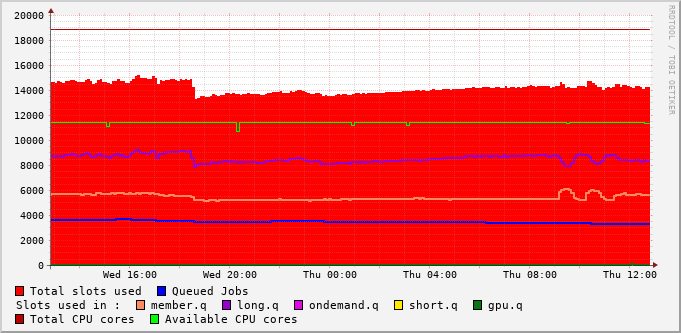 20000
18000
16000
14000
12000
10000
8000
6000
4000
2000
0
Wed 16:00 Wed 20:00 Thu 00:00 Thu 04:00 Thu 08:00 Thu 12:00
Total slots used Queued Jobs
Slots used in : member.q long.q ondemand.q short.q gpu.q
Total CPU cores Available CPU cores
RRDTOOL / TOBI OETIKER